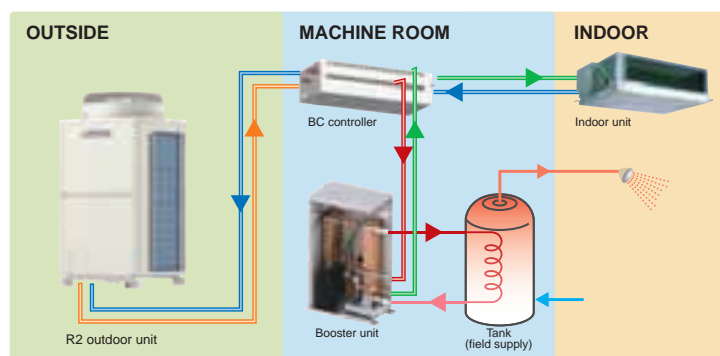 OUTSIDE
MACHINE ROOM
INDOOR
BC controller
Indoor unit
R2 outdoor unit
Booster unit
Tank
(field supply)